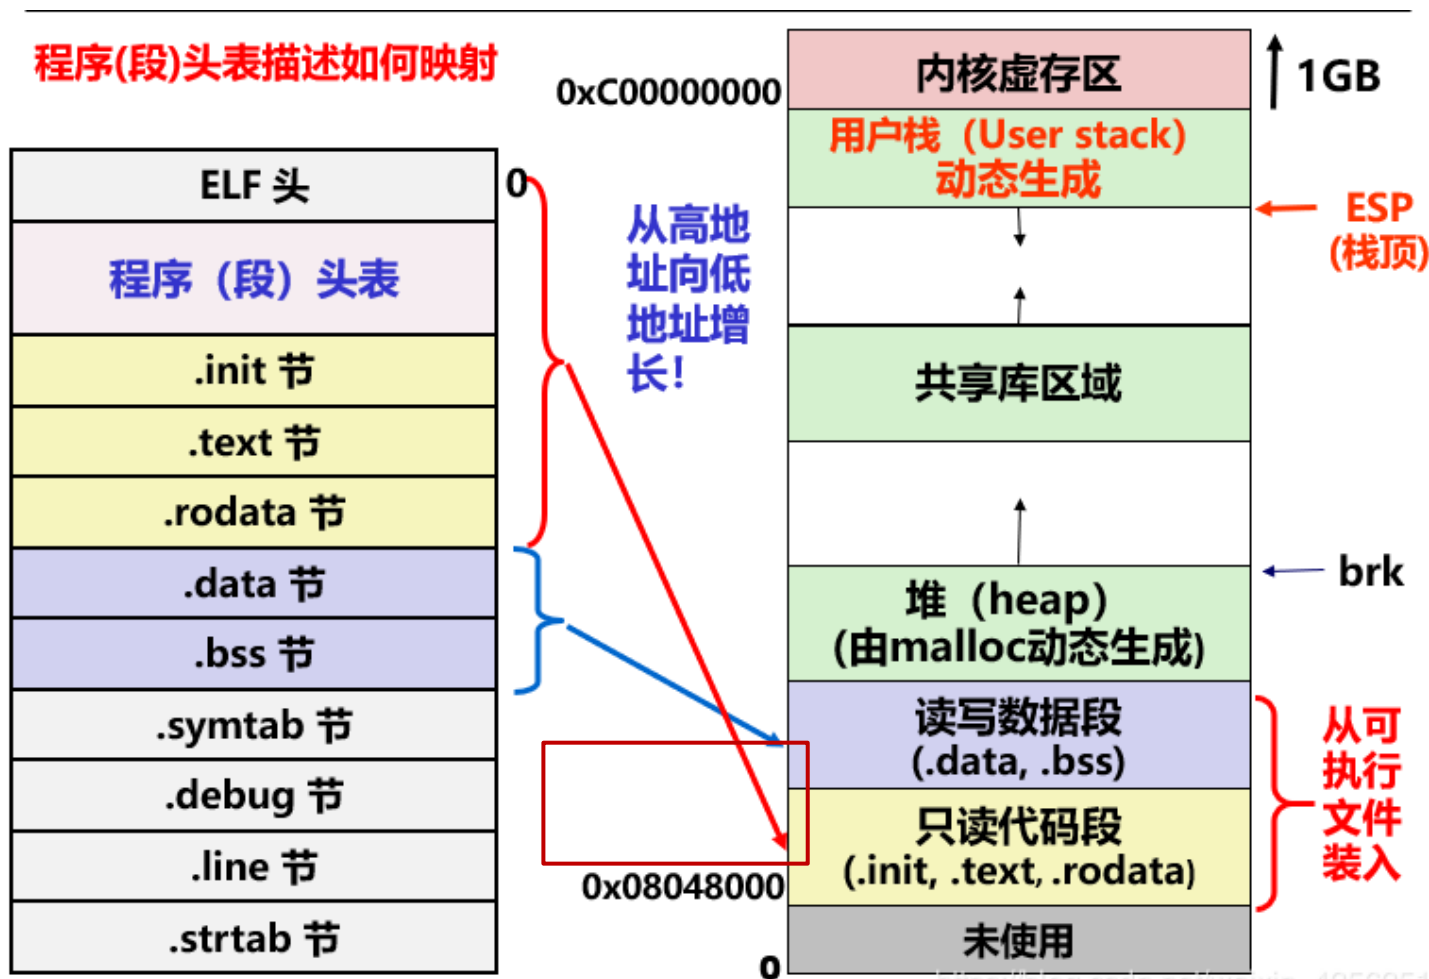 程序(段)头表描述如何映射
ELF 头
程序（段）头表
.init 节
.text 节
.rodata 节
.data 节
.bss 节
.symtab 节
.debug 节
.line 节
.strtab 节
0
从高地
址向低
地址增
长！
0xC00000000
0x08048000
0
内核虚存区
用户栈（User stack）
动态生成
共享库区域
堆（heap）
(由malloc动态生成)
读写数据段
(.data, .bss)
只读代码段
(.init, .text, .rodata)
未使用
1GB
ESP
(栈顶)
brk
从可
执行
文件
装入